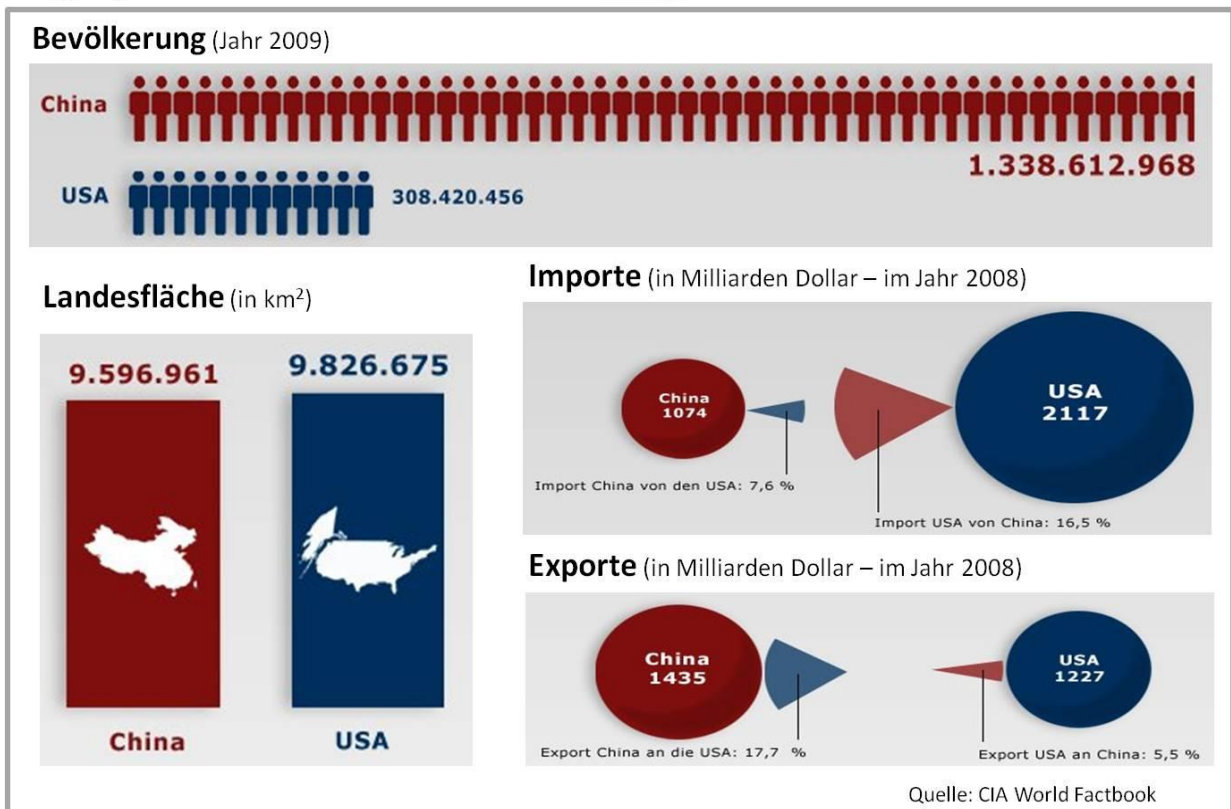 Bevölkerung (Jahr 2009)
China
1.338.612.968
USA
308.420.456
Landesfläche (in km²)
9.596.961
9.826.675
China
USA
Importe (in Milliarden Dollar – im Jahr 2008)
China
1074
USA
2117
Import China von den USA: 7,6 %
Import USA von China: 16,5 %
Exporte (in Milliarden Dollar – im Jahr 2008)
China
1435
USA
1227
Export China an die USA: 17,7 %
Export USA an China: 5,5 %
Quelle: CIA World Factbook